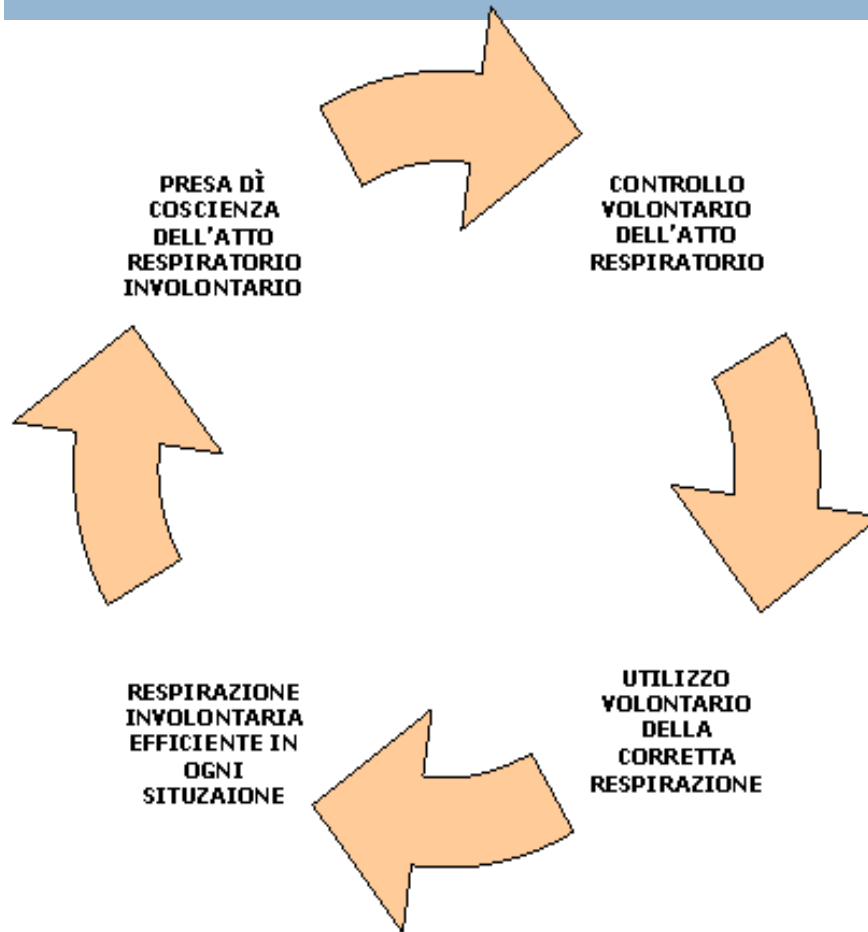 PRESA DÌ
COSCIENZA
DELL'ATTO
RESPIRATORIO
INVOLONTARIO
CONTROLLO
VOLONTARIO
DELL'ATTO
RESPIRATORIO
UTILIZZO
VOLONTARIO
DELLA
CORRETTA
RESPIRAZIONE
RESPIRAZIONE
INVOLONTARIA
EFFICIENTE IN
OGNI
SITUZAIONE